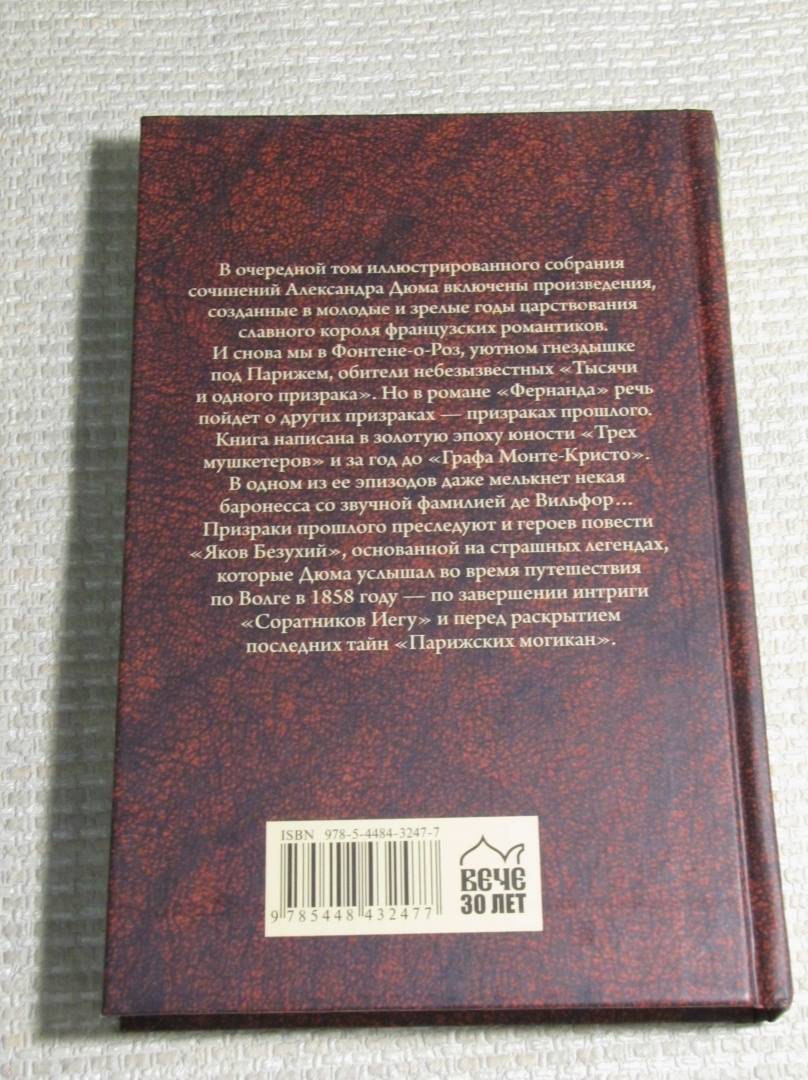 В очередной том иллюстрированного собрания
сочинений Александра Дюма включены произведения,
созданные в молодые и зрелые годы царствования
славного короля французских романтиков.
И снова мы в Фонтене-о-Роз, уютном гнездышке
под Парижем, обители небезызвестных «Тысячи
и одного призрака». Но в романе «Фернанда» речь
пойдет о других призраках — призраках прошлого.
Книга написана в золотую эпоху юности «Трех
мушкетеров» и за год до «Графа Монте-Кристо».
В одном из ее эпизодов даже мелькнет некая
баронесса со звучной фамилией де Вильфор...
Призраки прошлого преследуют и героев повести
«Яков Безухий», основанной на страшных легендах,
которые Дюма услышал во время путешествия
по Волге в 1858 году — по завершении интриги
«Соратников Иегу» и перед раскрытием
последних тайн «Парижских могикан».
ISBN 978-5-4484-3247-7
9 785448 432477
ВЕЧЕ
30 ЛЕТ